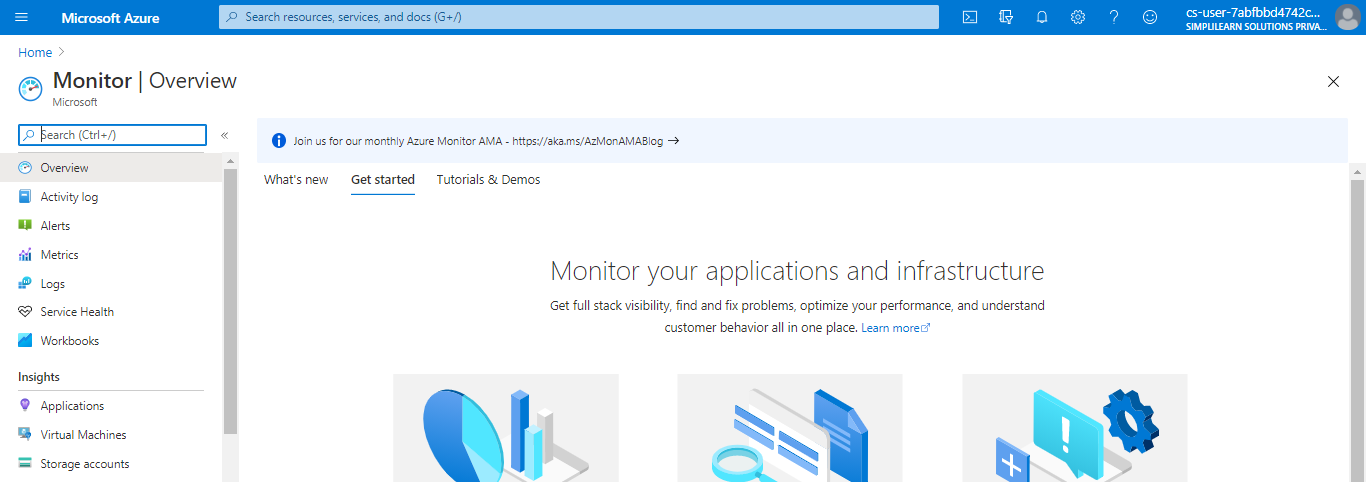 Microsoft Azure
Search resources, services, and docs (G+/)
cs-user-7abfbbd4742c...
SIMPLILEARN SOLUTIONS PRIVA...
Home
Monitor | Overview
Microsoft
Search (Ctrl+/)
Join us for our monthly Azure Monitor AMA - https://aka.ms/AzMonAMABlog
Overview
Activity log
Alerts
Metrics
Logs
Service Health
Workbooks
Insights
Applications
Virtual Machines
Storage accounts
What's new Get started Tutorials & Demos
Monitor your applications and infrastructure
Get full stack visibility, find and fix problems, optimize your performance, and understand
customer behavior all in one place. Learn more